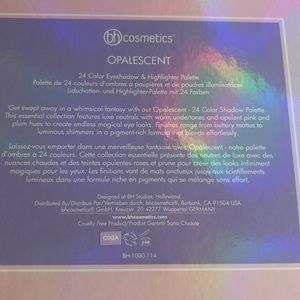 bhcosmetics®
OPALESCENT
24 Color Eyeshadow & Highlighter Palette
Palette de 24 couleurs d'ombre à paupières et de poudres illuminatrices
Lidschatten- und Highlighter-Palette mit 24 Farben
Get swept away in a whimsical fantasy with our Opalescent - 24 Color Shadow Palette.
This essential collection features luxe neutrals with warm undertones and opulent pink and
plum hues to create endless magical eye looks. Finishes range from buttery mattes to
luminous shimmers in a pigment-rich formula that blends effortlessly.
Laissez-vous emporter dans une merveilleuse fantaisie avec Opalescent - notre palette
d'ombre à 24 couleurs. Cette collection essentielle présente des neutres de luxe avec des
nuances chaudes et des teintes opulentes roses et prune pour créer des looks infiniment
magiques pour les yeux. Les finitions vont de mats onctueux jusqu'aux scintillements
lumineux dans une formule riche en pigments qui se mélange sans effort.
Designed at BH Studios, Hollywood.
Distributed By/ Distribué Par/Vertrieben durch: bhcosmetics®, Burbank, CA 91504 USA
bhcosmetics® GmbH, Kreuzstr. 20 42277 Wuppertal GERMANY
www.bhcosmetics.com
Cruelty Free Product/Produit Garanti Sans Cruauté
BH 1000-114